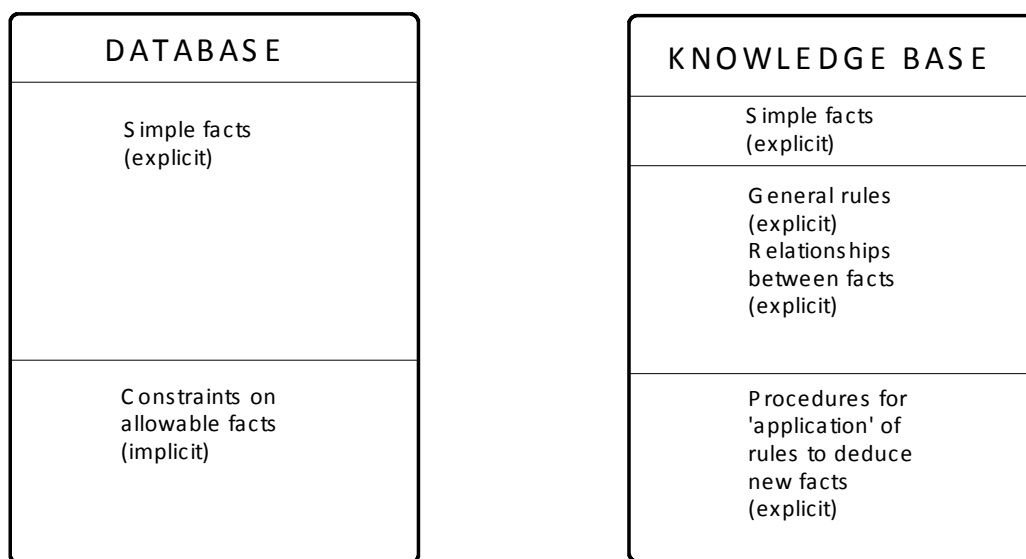 DATABASE
Simple facts
(explicit)
Constraints on
allowable facts
(implicit)
KNOWLEDGE BASE
Simple facts
(explicit)
General rules
(explicit)
Relationships
between facts
(explicit)
Procedures for
'application' of
rules to deduce
new facts
(explicit)